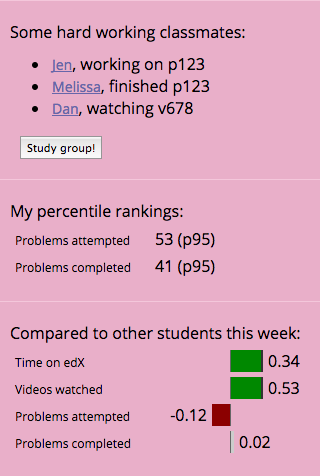 Some hard working classmates:
• Jen, working on p123
• Melissa, finished p123
• Dan, watching v678
Study group!
My percentile rankings:
Problems attempted 53 (p95)
Problems completed 41 (p95)
Compared to other students this week:
Time on edX 0.34
Videos watched 0.53
Problems attempted -0.12
Problems completed 0.02